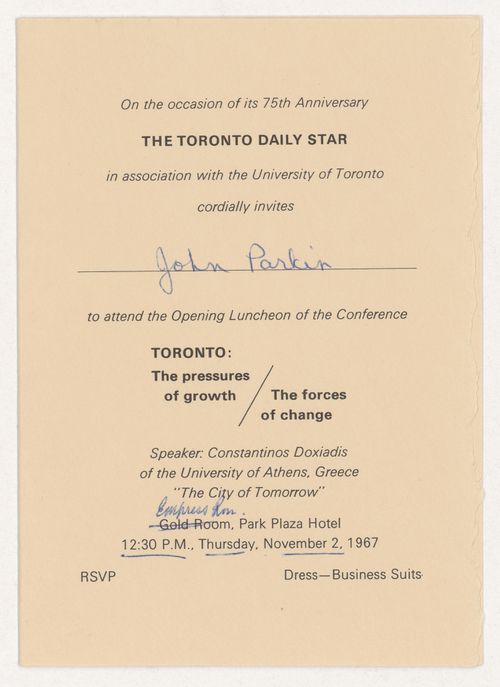 On the occasion of its 75th Anniversary
THE TORONTO DAILY STAR
in association with the University of Toronto
cordially invites
John Parkin
to attend the Opening Luncheon of the Conference
TORONTO:
The pressures
of growth / The forces
of change
Speaker: Constantinos Doxiadis
of the University of Athens, Greece
"The City of Tomorrow"
Empress Rm.
Gold Room, Park Plaza Hotel
12:30 P.M., Thursday, November 2, 1967
RSVP Dress—Business Suits